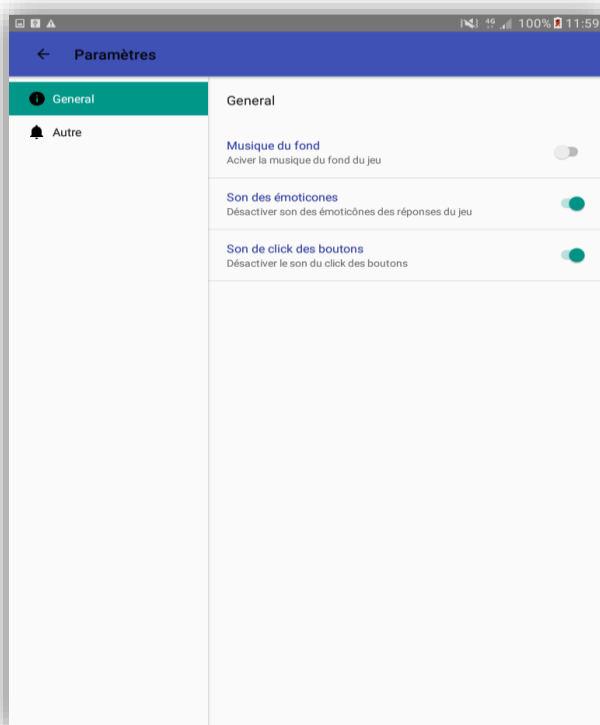 4G 100% 11:59
Paramètres
General
Autre
General
Musique du fond
Aciver la musique du fond du jeu
Son des émoticones
Désactiver son des émoticônes des réponses du jeu
Son de click des boutons
Désactiver le son du click des boutons